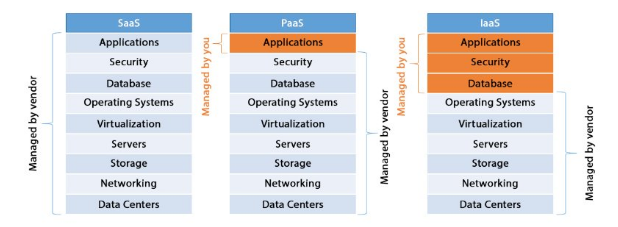 SaaS
Applications
Security
Database
Operating Systems
Virtualization
Servers
Storage
Networking
Data Centers
Managed by vendor
PaaS
Applications
Security
Database
Operating Systems
Virtualization
Servers
Storage
Networking
Data Centers
Managed by you
Managed by vendor
IaaS
Applications
Security
Database
Operating Systems
Virtualization
Servers
Storage
Networking
Data Centers
Managed by you
Managed by vendor